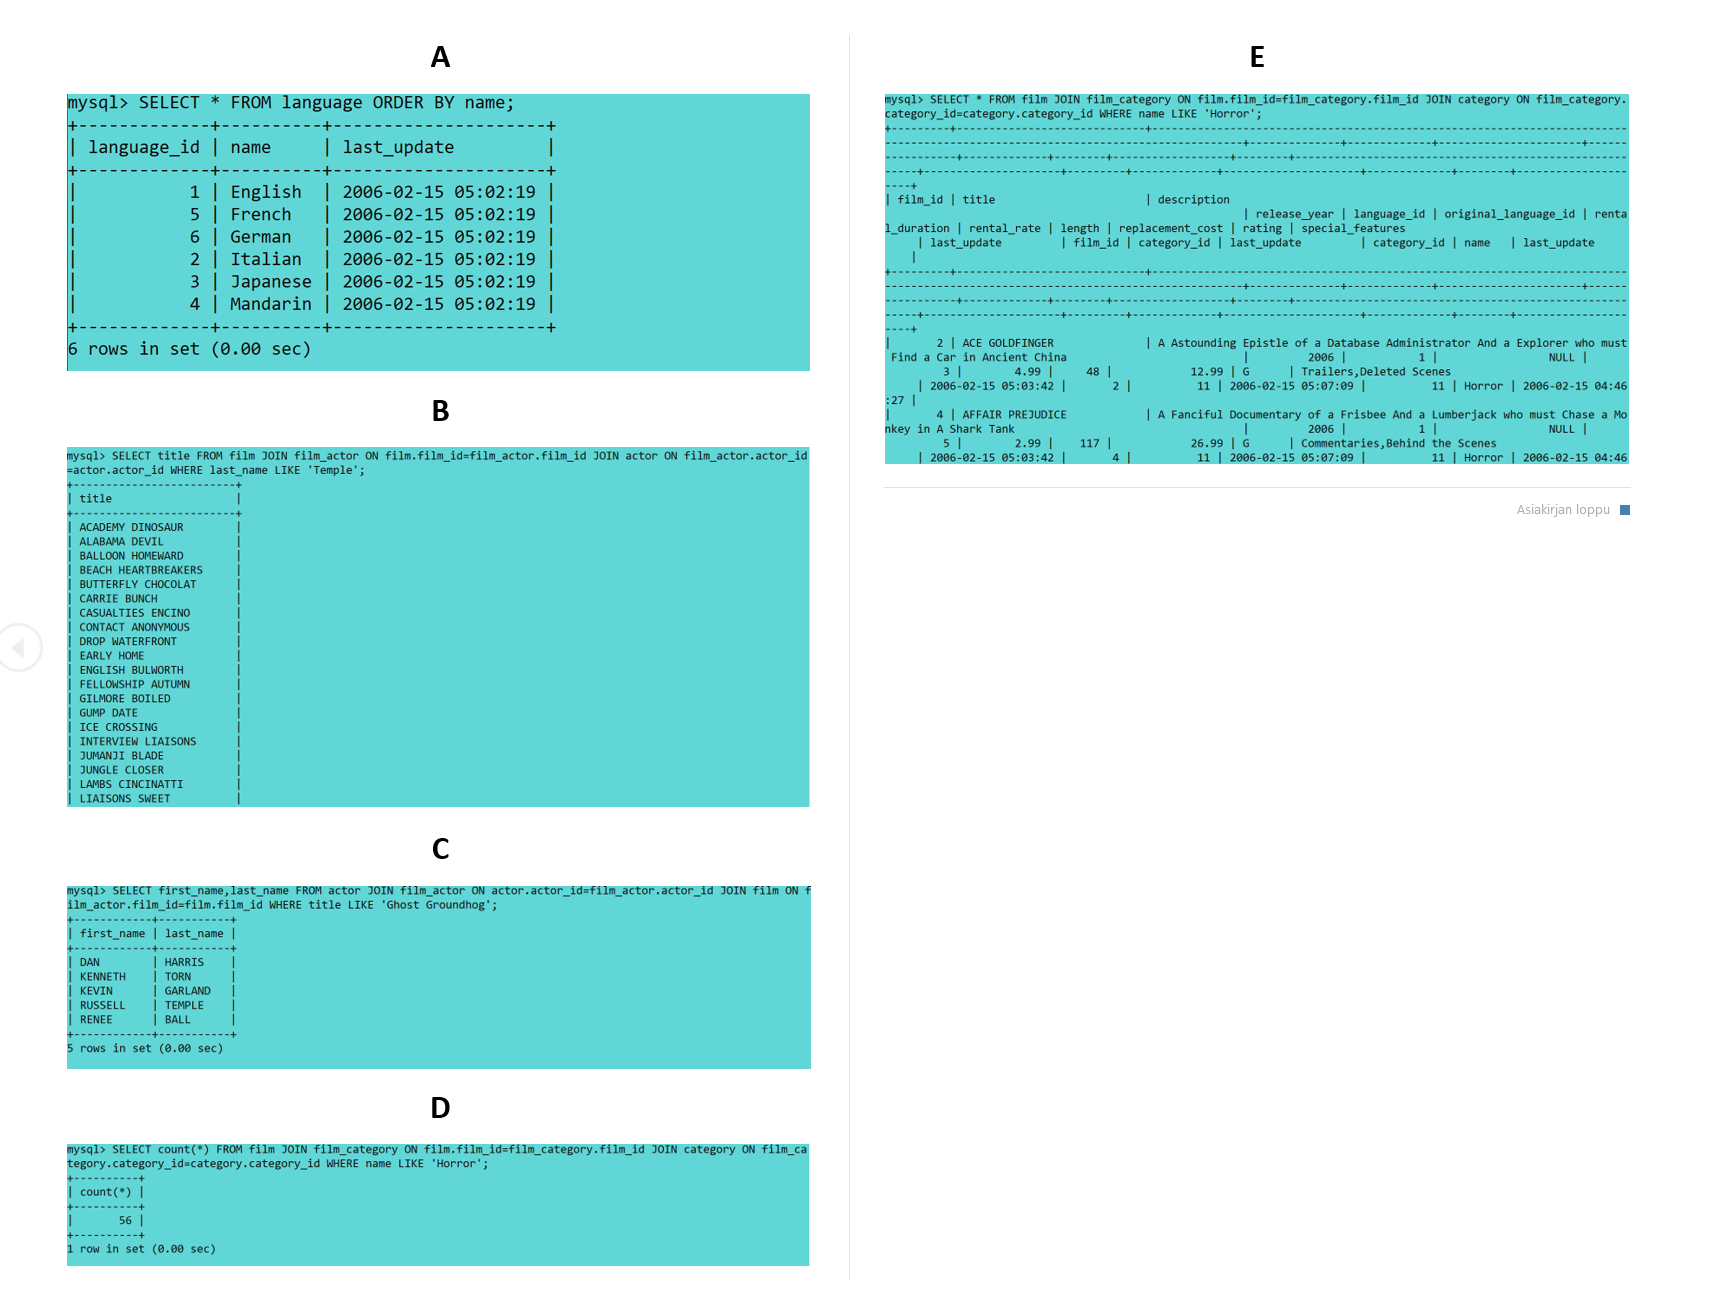 A
mysql> SELECT * FROM language ORDER BY name;
+-------------+----------+---------------------+
| language_id | name     | last_update         |
+-------------+----------+---------------------+
|           1 | English  | 2006-02-15 05:02:19 |
|           5 | French   | 2006-02-15 05:02:19 |
|           6 | German   | 2006-02-15 05:02:19 |
|           2 | Italian  | 2006-02-15 05:02:19 |
|           3 | Japanese | 2006-02-15 05:02:19 |
|           4 | Mandarin | 2006-02-15 05:02:19 |
+-------------+----------+---------------------+
6 rows in set (0.00 sec)
B
mysql> SELECT title FROM film JOIN film_actor ON film.film_id=film_actor.film_id JOIN actor ON film_actor.actor_id
=actor.actor_id WHERE last_name LIKE 'Temple';
+-------------------------+
| title                   |
+-------------------------+
| ACADEMY DINOSAUR        |
| ALABAMA DEVIL           |
| BALLOON HOMEWARD        |
| BEACH HEARTBREAKERS     |
| BUTTERFLY CHOCOLAT      |
| CARRIE BUNCH            |
| CASUALTIES ENCINO       |
| CONTACT ANONYMOUS       |
| DROP WATERFRONT         |
| EARLY HOME              |
| ENGLISH BULWORTH        |
| FELLOWSHIP AUTUMN       |
| GILMORE BOILED          |
| GUMP DATE               |
| ICE CROSSING            |
| INTERVIEW LIAISONS      |
| JUMANJI BLADE           |
| JUNGLE CLOSER           |
| LAMBS CINCINATTI        |
| LIAISONS SWEET          |
C
mysql> SELECT first_name,last_name FROM actor JOIN film_actor ON actor.actor_id=film_actor.actor_id JOIN film ON f
ilm_actor.film_id=film.film_id WHERE title LIKE 'Ghost Groundhog';
+------------+-----------+
| first_name | last_name |
+------------+-----------+
| DAN        | HARRIS    |
| KENNETH    | TORN      |
| KEVIN      | GARLAND   |
| RUSSELL    | TEMPLE    |
| RENEE      | BALL      |
+------------+-----------+
5 rows in set (0.00 sec)
D
mysql> SELECT count(*) FROM film JOIN film_category ON film.film_id=film_category.film_id JOIN category ON film_ca
tegory.category_id=category.category_id WHERE name LIKE 'Horror';
+----------+
| count(*) |
+----------+
|       56 |
+----------+
1 row in set (0.00 sec)
E
mysql> SELECT * FROM film JOIN film_category ON film.film_id=film_category.film_id JOIN category ON film_category.
category_id=category.category_id WHERE name LIKE 'Horror';
| film_id | title | description
| release_year | language_id | original_language_id | renta
l_duration | rental_rate | length | replacement_cost | rating | special_features
| last_update | film_id | category_id | last_update | category_id | name | last_update
|
| 2 | ACE GOLDFINGER | A Astounding Epistle of a Database Administrator And a Explorer who must
Find a Car in Ancient China | 2006 | 1 | NULL |
3 | 4.99 | 48 | 12.99 | G | Trailers,Deleted Scenes
| 2006-02-15 05:03:42 | 2 | 11 | 2006-02-15 05:07:09 | 11 | Horror | 2006-02-15 04:46
:27 |
| 4 | AFFAIR PREJUDICE | A Fanciful Documentary of a Frisbee And a Lumberjack who must Chase a Mo
nkey in A Shark Tank | 2006 | 1 | NULL |
5 | 2.99 | 117 | 26.99 | G | Commentaries,Behind the Scenes
| 2006-02-15 05:03:42 | 4 | 11 | 2006-02-15 05:07:09 | 11 | Horror | 2006-02-15 04:46
Asiakirjan loppu